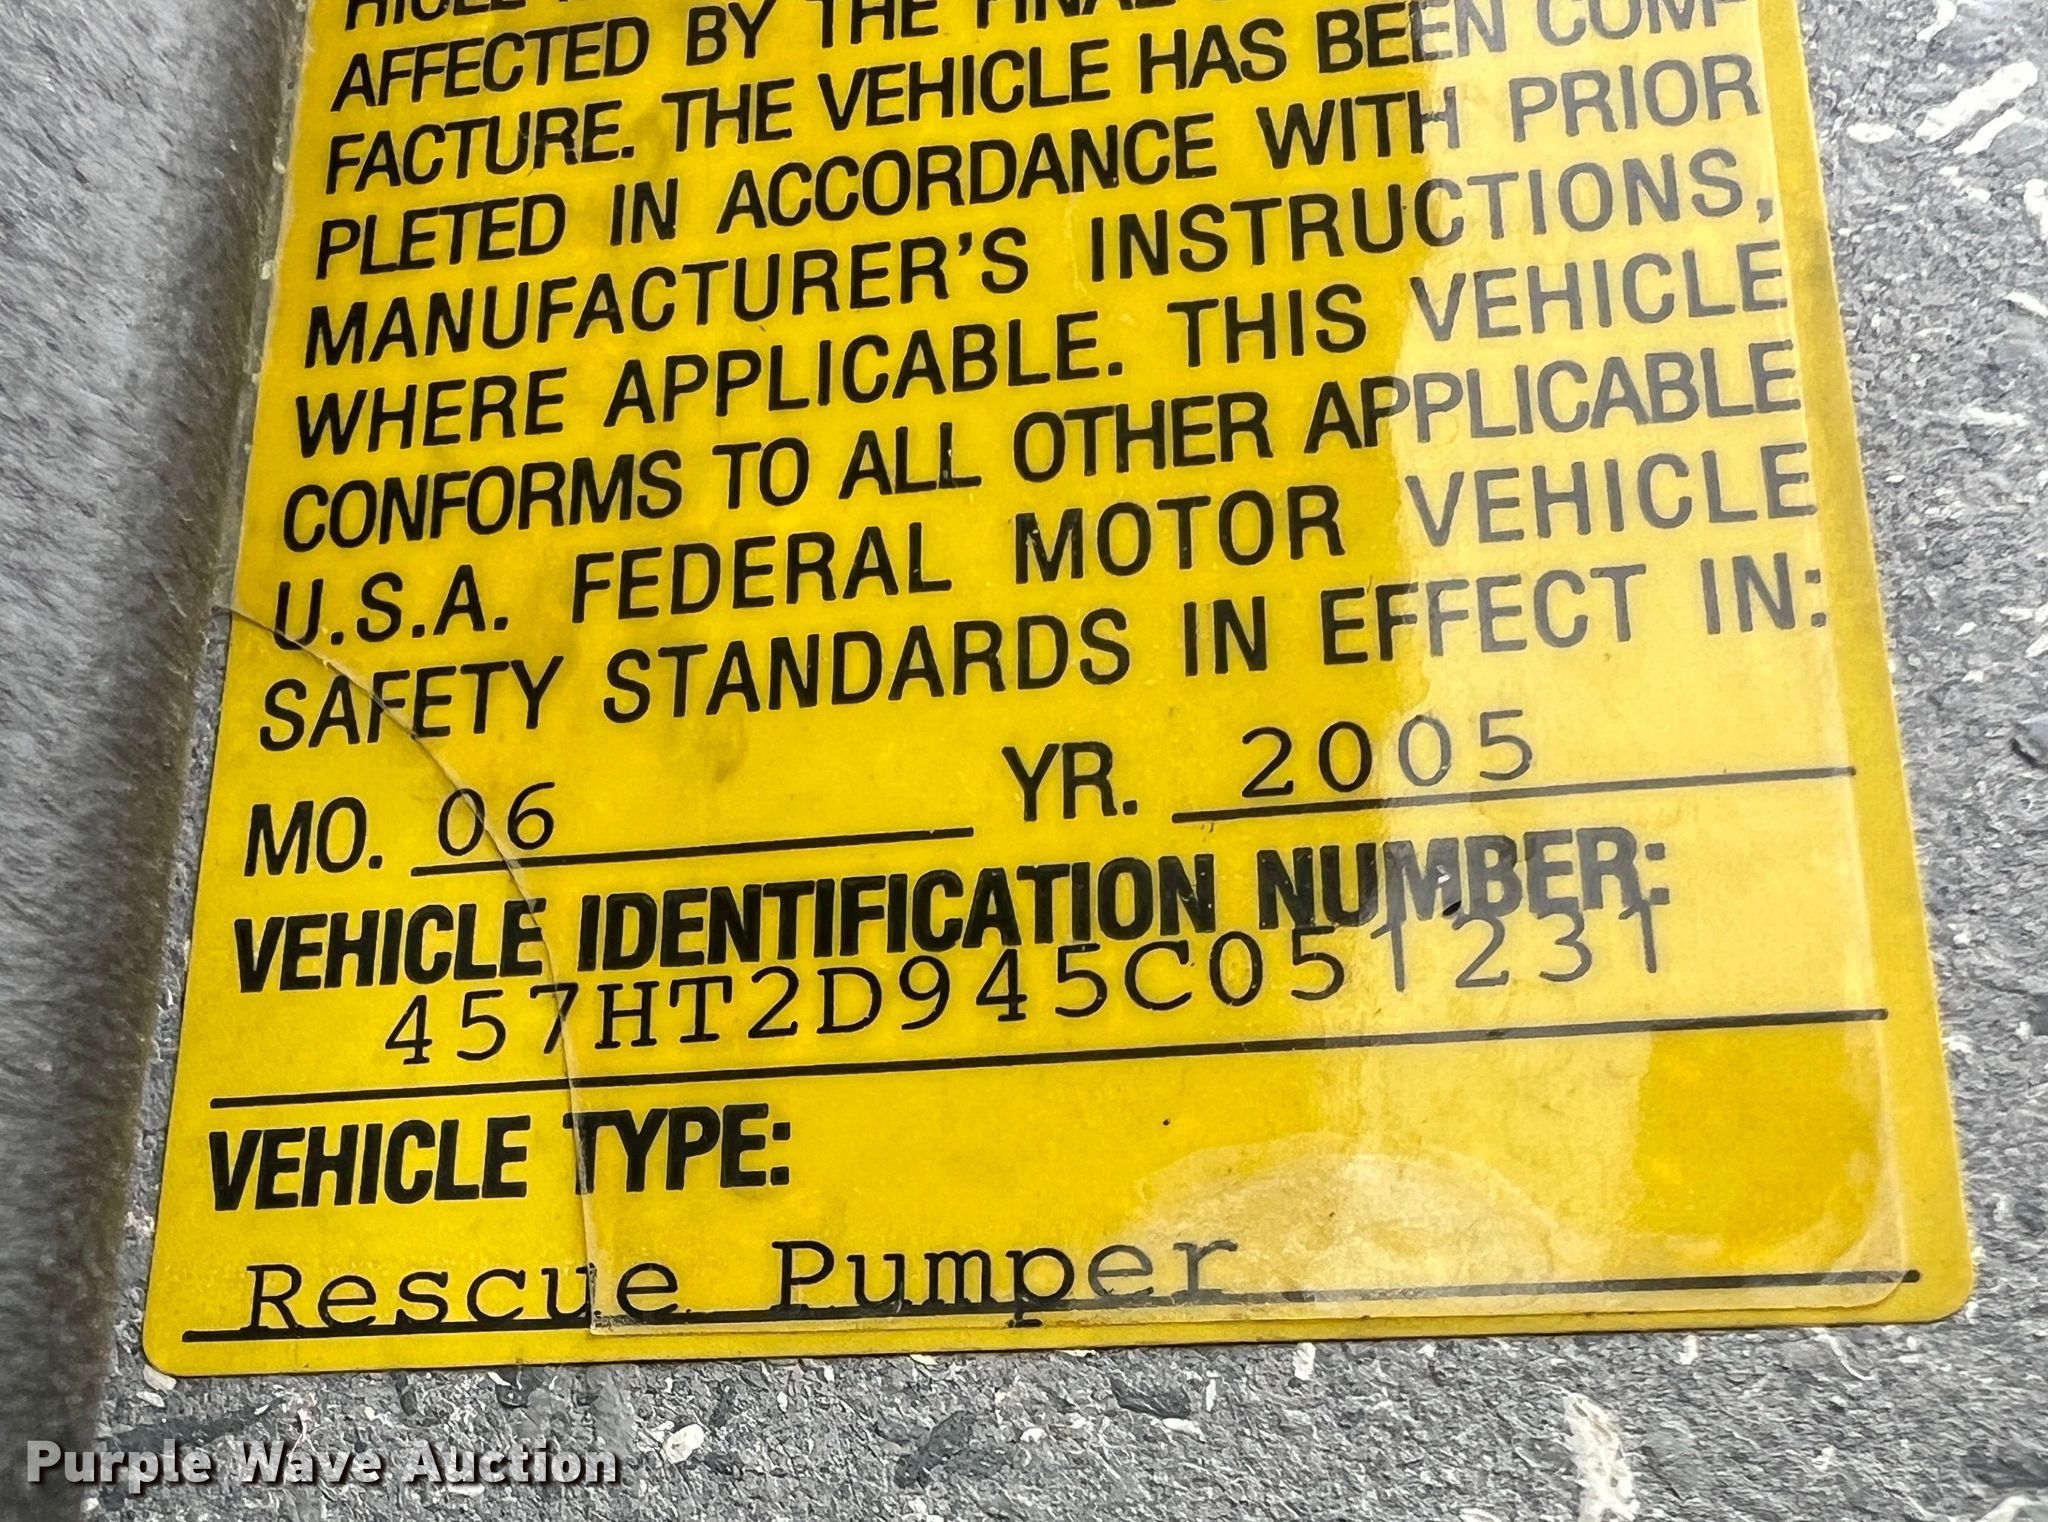 AFFECTED BY THE FINAL
FACTURE. THE VEHICLE HAS BEEN COM-
PLETED IN ACCORDANCE WITH PRIOR
MANUFACTURER'S INSTRUCTIONS,
WHERE APPLICABLE. THIS VEHICLE
CONFORMS TO ALL OTHER APPLICABLE
U.S.A. FEDERAL MOTOR VEHICLE
SAFETY STANDARDS IN EFFECT IN:
MO. 06 YR. 2005
VEHICLE IDENTIFICATION NUMBER:
457HT2D945C051231
VEHICLE TYPE:
Rescue Pumper
Purple Wave Auction